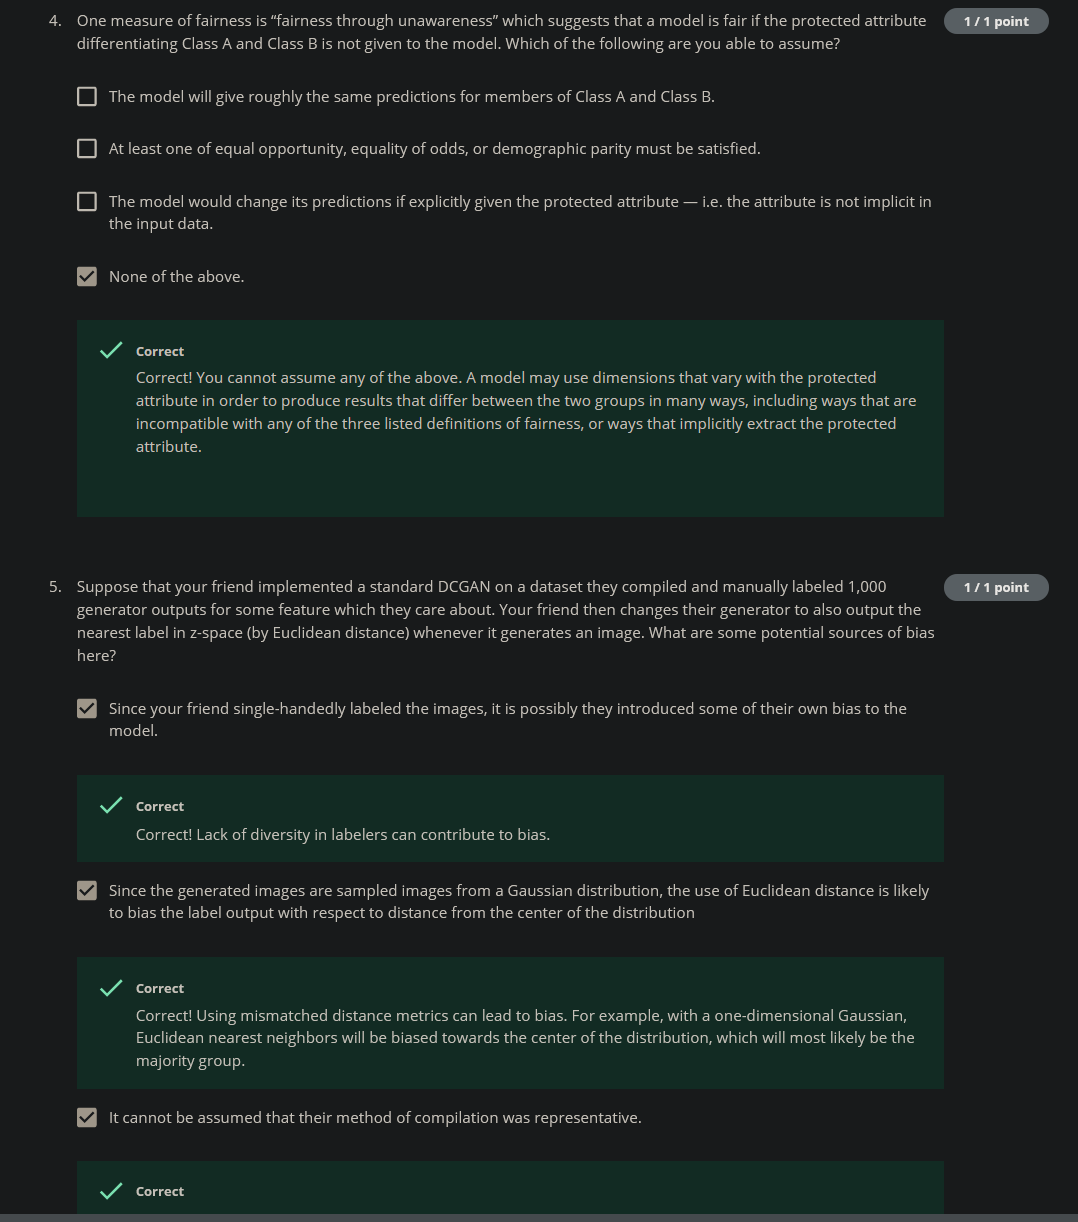 4. One measure of fairness is “fairness through unawareness” which suggests that a model is fair if the protected attribute
1 / 1 point
differentiating Class A and Class B is not given to the model. Which of the following are you able to assume?
The model will give roughly the same predictions for members of Class A and Class B.
At least one of equal opportunity, equality of odds, or demographic parity must be satisfied.
The model would change its predictions if explicitly given the protected attribute — i.e. the attribute is not implicit in
the input data.
None of the above.
Correct
Correct! You cannot assume any of the above. A model may use dimensions that vary with the protected
attribute in order to produce results that differ between the two groups in many ways, including ways that are
incompatible with any of the three listed definitions of fairness, or ways that implicitly extract the protected
attribute.
5. Suppose that your friend implemented a standard DCGAN on a dataset they compiled and manually labeled 1,000
1 / 1 point
generator outputs for some feature which they care about. Your friend then changes their generator to also output the
nearest label in z-space (by Euclidean distance) whenever it generates an image. What are some potential sources of bias
here?
Since your friend single-handedly labeled the images, it is possibly they introduced some of their own bias to the
model.
Correct
Correct! Lack of diversity in labelers can contribute to bias.
Since the generated images are sampled images from a Gaussian distribution, the use of Euclidean distance is likely
to bias the label output with respect to distance from the center of the distribution
Correct
Correct! Using mismatched distance metrics can lead to bias. For example, with a one-dimensional Gaussian,
Euclidean nearest neighbors will be biased towards the center of the distribution, which will most likely be the
majority group.
It cannot be assumed that their method of compilation was representative.
Correct